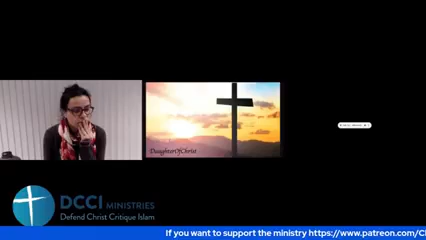 DaughterOfChrist
DCCI MINISTRIES
Defend Christ Critique Islam
If you want to support the ministry https://www.patreon.com/C